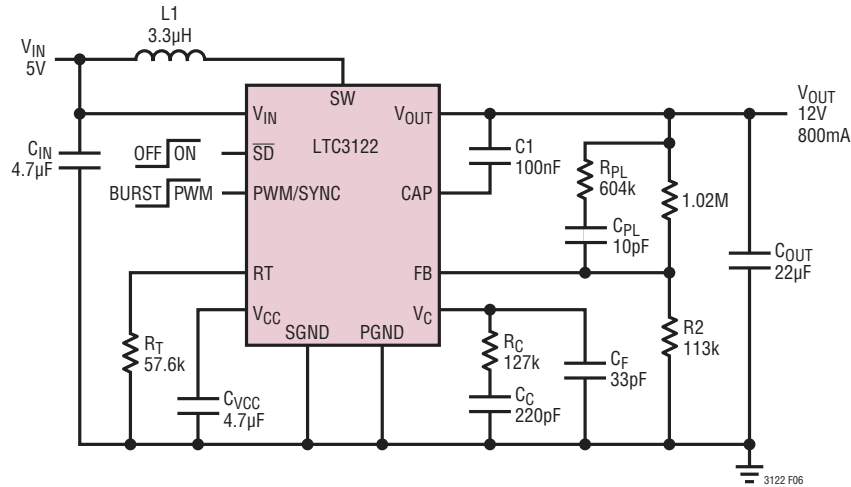 L1
3.3µH
VIN
5V
SW
VIN
VOUT
VOUT
12V
800mA
CIN
4.7µF
OFF ON
SD
LTC3122
C1
100nF
RPL
604k
BURST PWM
PWM/SYNC
CAP
1.02M
CPL
10pF
COUT
22µF
RT
FB
VCC
VC
SGND
PGND
RT
57.6k
RC
127k
R2
113k
CF
33pF
CVCC
4.7µF
CC
220pF
3122 F06